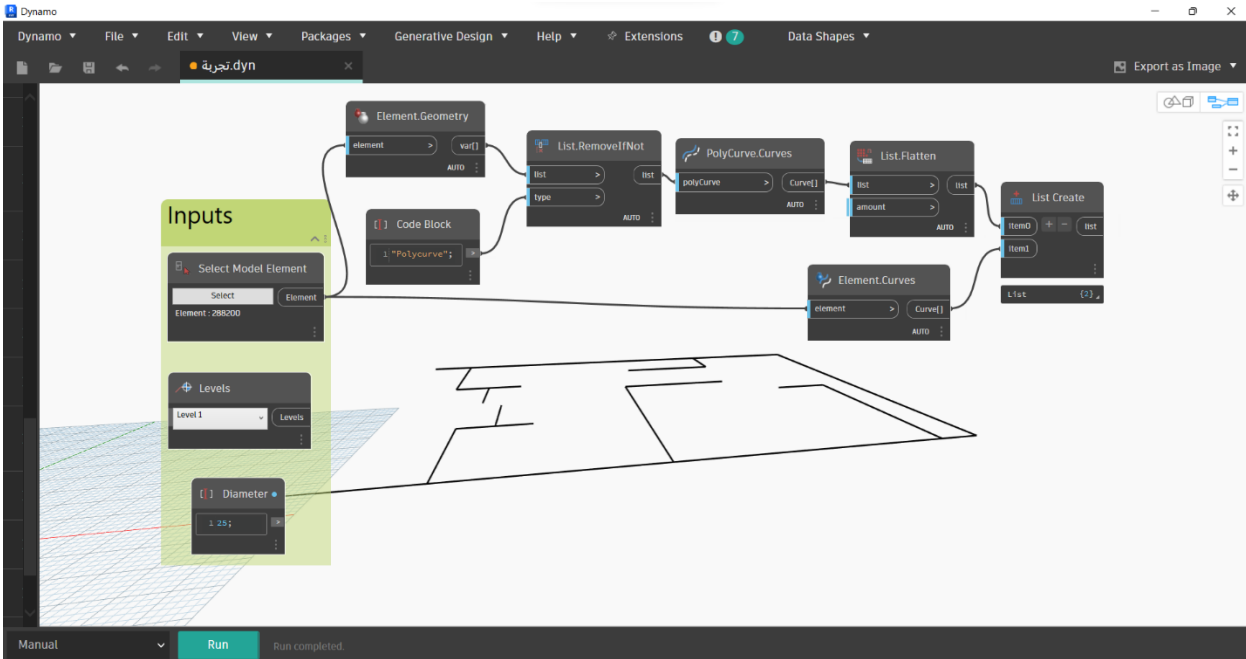 Dynamo
Dynamo File Edit View Packages Generative Design Help Extensions 7 Data Shapes
تجربة.dyn
Export as Image
Element.Geometry
element > var[]
AUTO
List.RemoveIfNot
list > list
type >
AUTO
PolyCurve.Curves
polyCurve > Curve[]
AUTO
List.Flatten
list > list
amount >
AUTO
List Create
item0 + - list
item1
List {2}
Inputs
Code Block
1 "Polycurve"; >
Select Model Element
Select Element
Element : 288200
Element.Curves
element > Curve[]
AUTO
Levels
Level 1 Levels
Diameter
1 25; >
Manual Run Run completed.